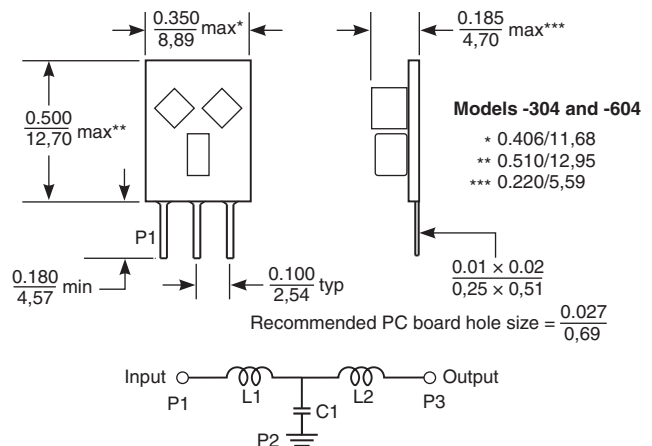 0.350
8,89 max*
0.185
4,70 max***
0.500
12,70 max**
Models -304 and -604
* 0.406/11,68
** 0.510/12,95
*** 0.220/5,59
P1
0.180
4,57 min
0.100
2,54 typ
0.01 × 0.02
0,25 × 0,51
Recommended PC board hole size = 0.027
0,69
Input
Output
P1
L1
L2
P3
C1
P2